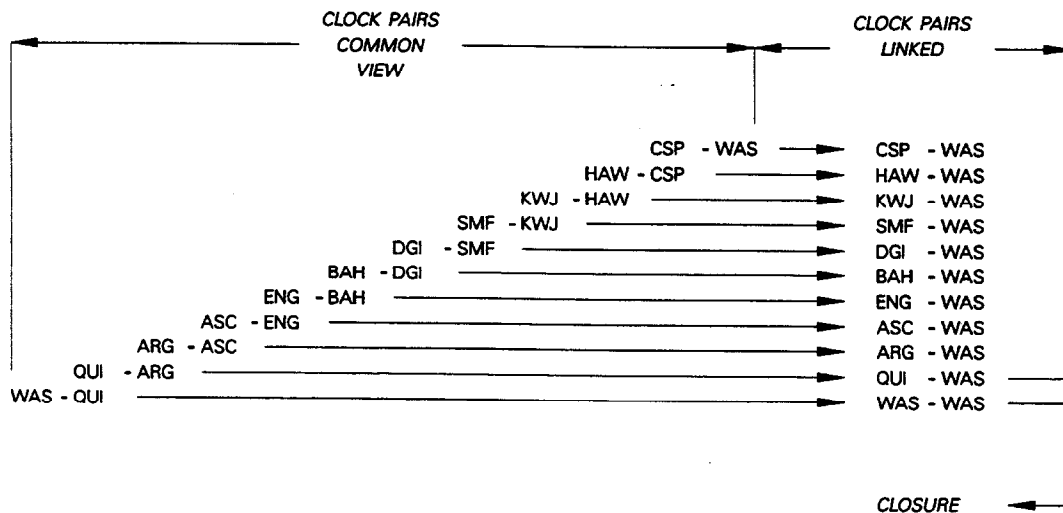 CLOCK PAIRS
COMMON
VIEW
CLOCK PAIRS
LINKED
CSP - WAS CSP - WAS
HAW - CSP HAW - WAS
KWJ - HAW KWJ - WAS
SMF - KWJ SMF - WAS
DGI - SMF DGI - WAS
BAH - DGI BAH - WAS
ENG - BAH ENG - WAS
ASC - ENG ASC - WAS
ARG - ASC ARG - WAS
QUI - ARG QUI - WAS
WAS - QUI WAS - WAS
CLOSURE